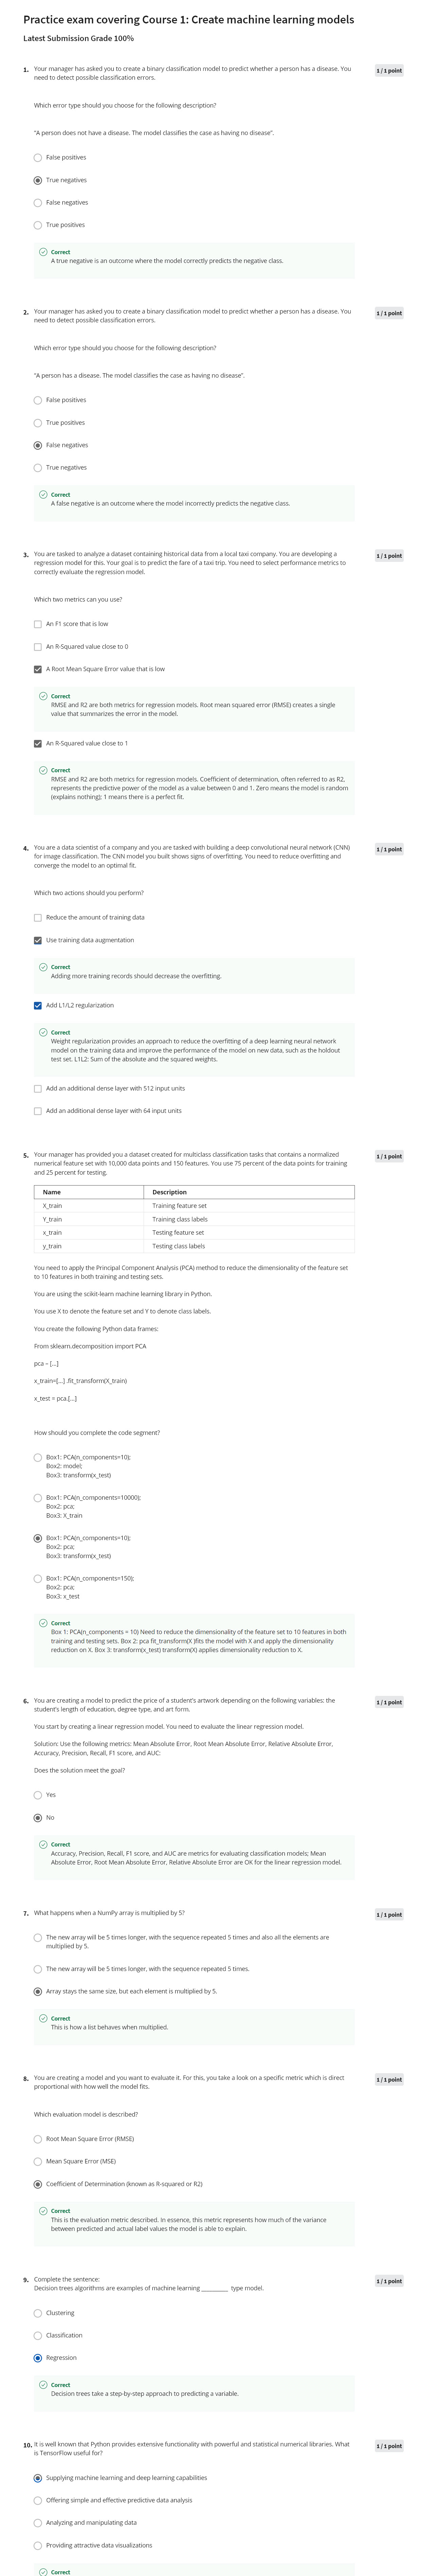 Practice exam covering Course 1: Create machine learning models
Latest Submission Grade 100%
1. Your manager has asked you to create a binary classification model to predict whether a person has a disease. You
need to detect possible classification errors.
1 / 1 point
Which error type should you choose for the following description?
"A person does not have a disease. The model classifies the case as having no disease".
False positives
True negatives
False negatives
True positives
Correct
A true negative is an outcome where the model correctly predicts the negative class.
2. Your manager has asked you to create a binary classification model to predict whether a person has a disease. You
need to detect possible classification errors.
1 / 1 point
Which error type should you choose for the following description?
"A person has a disease. The model classifies the case as having no disease".
False positives
True positives
False negatives
True negatives
Correct
A false negative is an outcome where the model incorrectly predicts the negative class.
3. You are tasked to analyze a dataset containing historical data from a local taxi company. You are developing a
regression model for this. Your goal is to predict the fare of a taxi trip. You need to select performance metrics to
correctly evaluate the regression model.
1 / 1 point
Which two metrics can you use?
An F1 score that is low
An R-Squared value close to 0
A Root Mean Square Error value that is low
Correct
RMSE and R2 are both metrics for regression models. Root mean squared error (RMSE) creates a single
value that summarizes the error in the model.
An R-Squared value close to 1
Correct
RMSE and R2 are both metrics for regression models. Coefficient of determination, often referred to as R2,
represents the predictive power of the model as a value between 0 and 1. Zero means the model is random
(explains nothing); 1 means there is a perfect fit.
4. You are a data scientist of a company and you are tasked with building a deep convolutional neural network (CNN)
for image classification. The CNN model you built shows signs of overfitting. You need to reduce overfitting and
converge the model to an optimal fit.
1 / 1 point
Which two actions should you perform?
Reduce the amount of training data
Use training data augmentation
Correct
Adding more training records should decrease the overfitting.
Add L1/L2 regularization
Correct
Weight regularization provides an approach to reduce the overfitting of a deep learning neural network
model on the training data and improve the performance of the model on new data, such as the holdout
test set. L1L2: Sum of the absolute and the squared weights.
Add an additional dense layer with 512 input units
Add an additional dense layer with 64 input units
5. Your manager has provided you a dataset created for multiclass classification tasks that contains a normalized
numerical feature set with 10,000 data points and 150 features. You use 75 percent of the data points for training
and 25 percent for testing.
1 / 1 point
Name Description
X_train Training feature set
Y_train Training class labels
x_train Testing feature set
y_train Testing class labels
You need to apply the Principal Component Analysis (PCA) method to reduce the dimensionality of the feature set
to 10 features in both training and testing sets.
You are using the scikit-learn machine learning library in Python.
You use X to denote the feature set and Y to denote class labels.
You create the following Python data frames:
From sklearn.decomposition import PCA
pca – [...]
x_train=[...] .fit_transform(X_train)
x_test = pca.[...]
How should you complete the code segment?
Box1: PCA(n_components=10);
Box2: model;
Box3: transform(x_test)
Box1: PCA(n_components=10000);
Box2: pca;
Box3: X_train
Box1: PCA(n_components=10);
Box2: pca;
Box3: transform(x_test)
Box1: PCA(n_components=150);
Box2: pca;
Box3: x_test
Correct
Box 1: PCA(n_components = 10) Need to reduce the dimensionality of the feature set to 10 features in both
training and testing sets. Box 2: pca fit_transform(X )fits the model with X and apply the dimensionality
reduction on X. Box 3: transform(x_test) transform(X) applies dimensionality reduction to X.
6. You are creating a model to predict the price of a student's artwork depending on the following variables: the
student's length of education, degree type, and art form.
1 / 1 point
You start by creating a linear regression model. You need to evaluate the linear regression model.
Solution: Use the following metrics: Mean Absolute Error, Root Mean Absolute Error, Relative Absolute Error,
Accuracy, Precision, Recall, F1 score, and AUC:
Does the solution meet the goal?
Yes
No
Correct
Accuracy, Precision, Recall, F1 score, and AUC are metrics for evaluating classification models; Mean
Absolute Error, Root Mean Absolute Error, Relative Absolute Error are OK for the linear regression model.
7. What happens when a NumPy array is multiplied by 5?
1 / 1 point
The new array will be 5 times longer, with the sequence repeated 5 times and also all the elements are
multiplied by 5.
The new array will be 5 times longer, with the sequence repeated 5 times.
Array stays the same size, but each element is multiplied by 5.
Correct
This is how a list behaves when multiplied.
8. You are creating a model and you want to evaluate it. For this, you take a look on a specific metric which is direct
proportional with how well the model fits.
1 / 1 point
Which evaluation model is described?
Root Mean Square Error (RMSE)
Mean Square Error (MSE)
Coefficient of Determination (known as R-squared or R2)
Correct
This is the evaluation metric described. In essence, this metric represents how much of the variance
between predicted and actual label values the model is able to explain.
9. Complete the sentence:
Decision trees algorithms are examples of machine learning _________ type model.
1 / 1 point
Clustering
Classification
Regression
Correct
Decision trees take a step-by-step approach to predicting a variable.
10. It is well known that Python provides extensive functionality with powerful and statistical numerical libraries. What
is TensorFlow useful for?
1 / 1 point
Supplying machine learning and deep learning capabilities
Offering simple and effective predictive data analysis
Analyzing and manipulating data
Providing attractive data visualizations
Correct